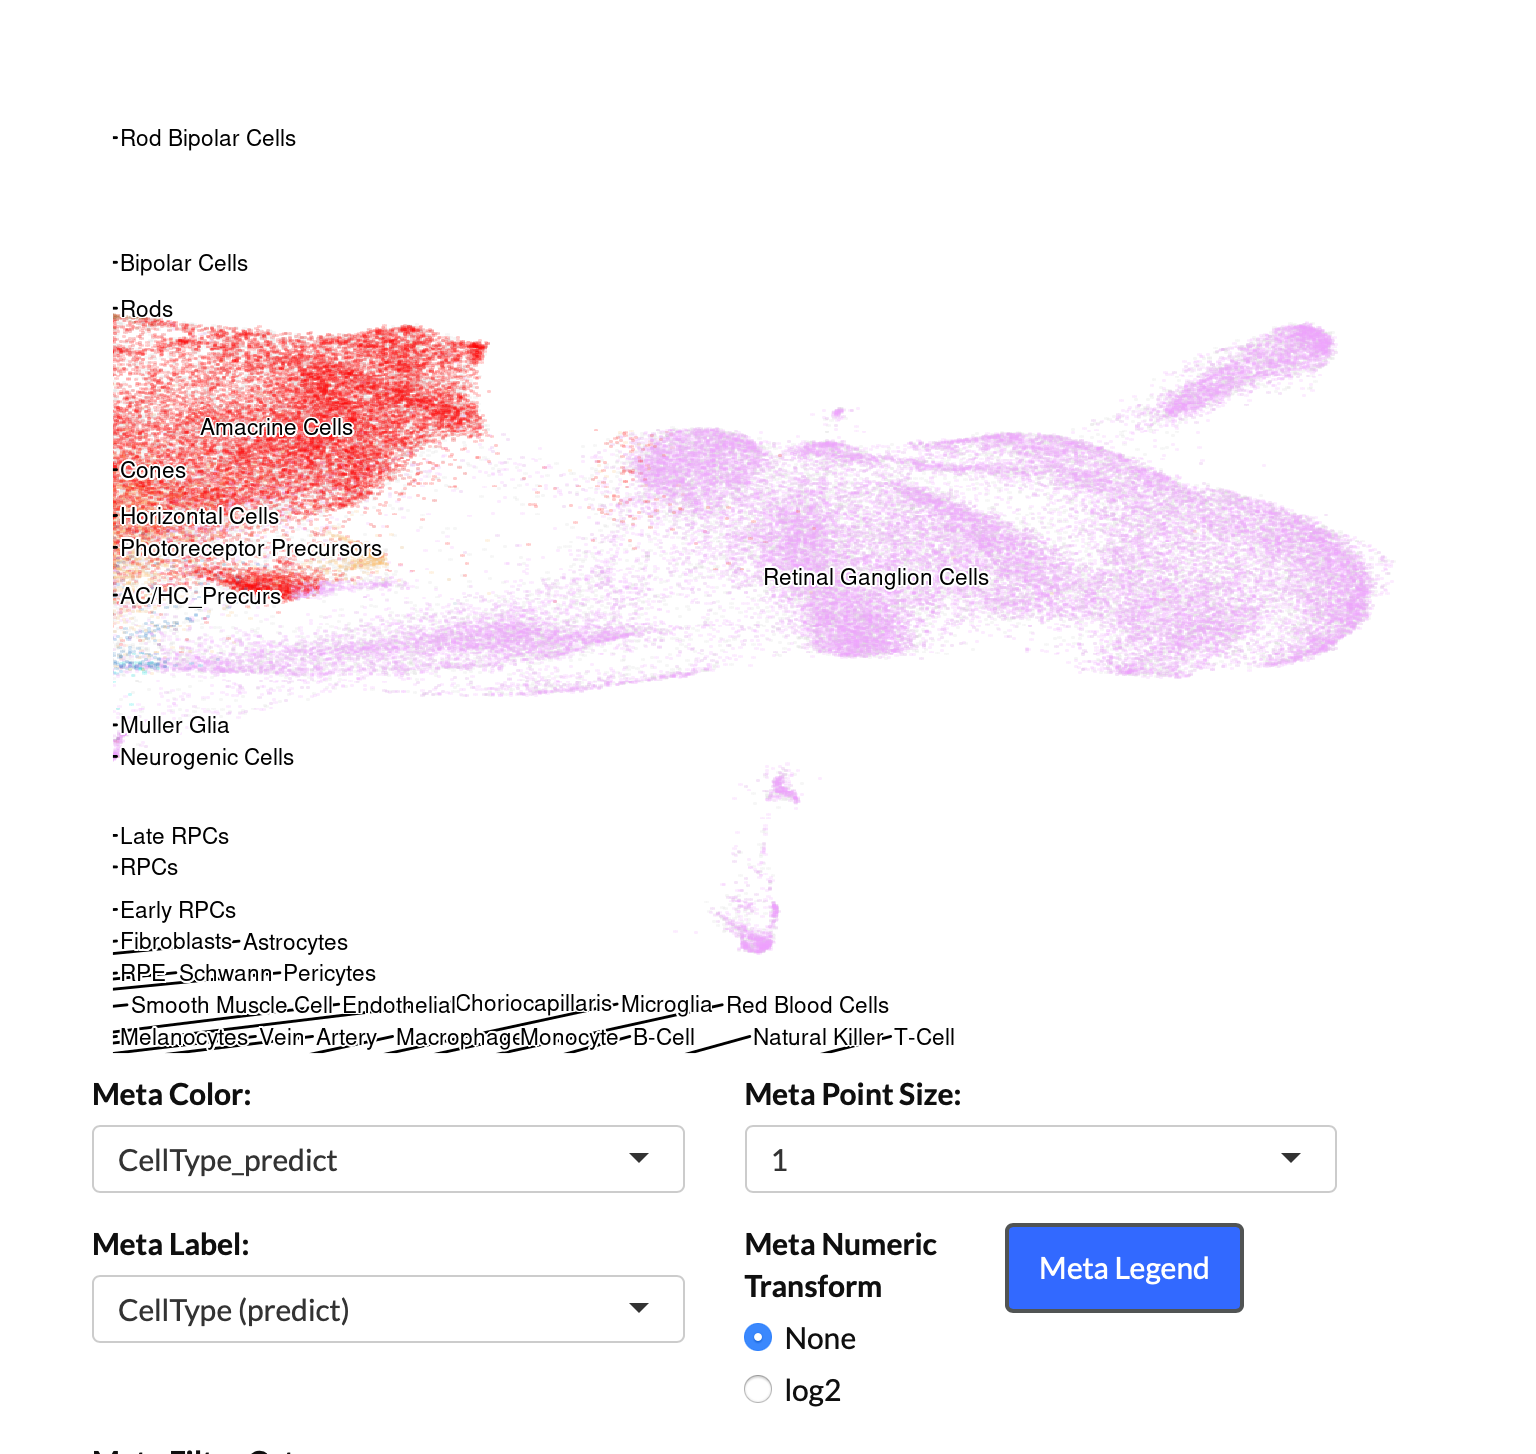 Rod Bipolar Cells
Bipolar Cells
Rods
Amacrine Cells
Cones
Horizontal Cells
Photoreceptor Precursors
Retinal Ganglion Cells
AC/HC_Precurs
Muller Glia
Neurogenic Cells
Late RPCs
RPCs
Early RPCs
Fibroblasts Astrocytes
RPE Schwann Pericytes
Smooth Muscle Cell Endothelial Choriocapillaris Microglia Red Blood Cells
Melanocytes Vein Artery Macrophage Monocyte B-Cell Natural Killer T-Cell
Meta Color: Meta Point Size:
CellType_predict 1
Meta Label: Meta Numeric
Transform
Meta Legend
CellType (predict)
None
log2